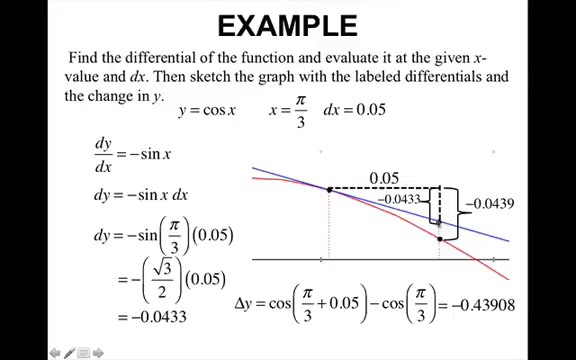 EXAMPLE
Find the differential of the function and evaluate it at the given x-
value and dx. Then sketch the graph with the labeled differentials and
the change in y.
y = cos x    x = π/3    dx = 0.05
dy/dx = −sin x
dy = −sin x dx
dy = −sin(π/3)(0.05)
= −(√3/2)(0.05)
= −0.0433
0.05
−0.0433
−0.0439
Δy = cos(π/3 + 0.05) − cos(π/3) = −0.43908